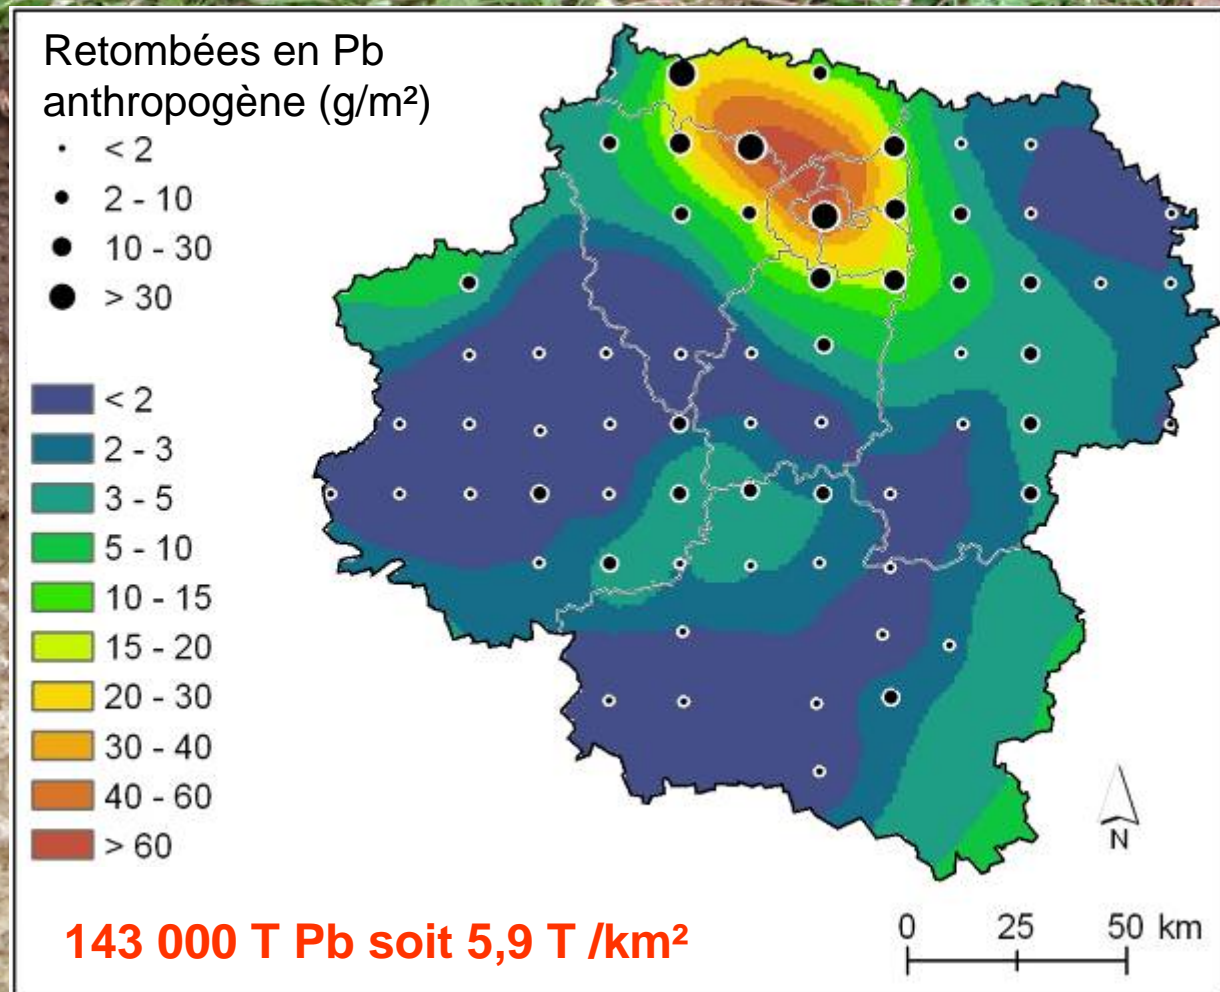 Retombées en Pb
anthropogène (g/m²)
< 2
2 - 10
10 - 30
> 30
< 2
2 - 3
3 - 5
5 - 10
10 - 15
15 - 20
20 - 30
30 - 40
40 - 60
> 60
N
0 25 50 km
143 000 T Pb soit 5,9 T /km²